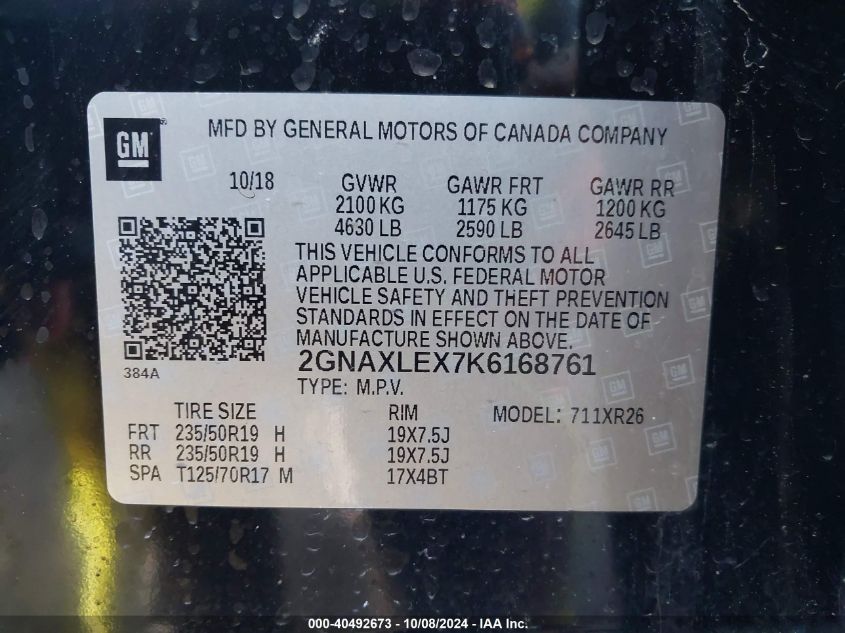 GM ®
MFD BY GENERAL MOTORS OF CANADA COMPANY
10/18 GVWR GAWR FRT GAWR RR
2100 KG 1175 KG 1200 KG
4630 LB 2590 LB 2645 LB
THIS VEHICLE CONFORMS TO ALL
APPLICABLE U.S. FEDERAL MOTOR
VEHICLE SAFETY AND THEFT PREVENTION
STANDARDS IN EFFECT ON THE DATE OF
MANUFACTURE SHOWN ABOVE.
384A
2GNAXLEX7K6168761
TYPE: M.P.V.
TIRE SIZE RIM MODEL: 711XR26
FRT 235/50R19 H 19X7.5J
RR 235/50R19 H 19X7.5J
SPA T125/70R17 M 17X4BT
000-40492673 - 10/08/2024 - IAA Inc.